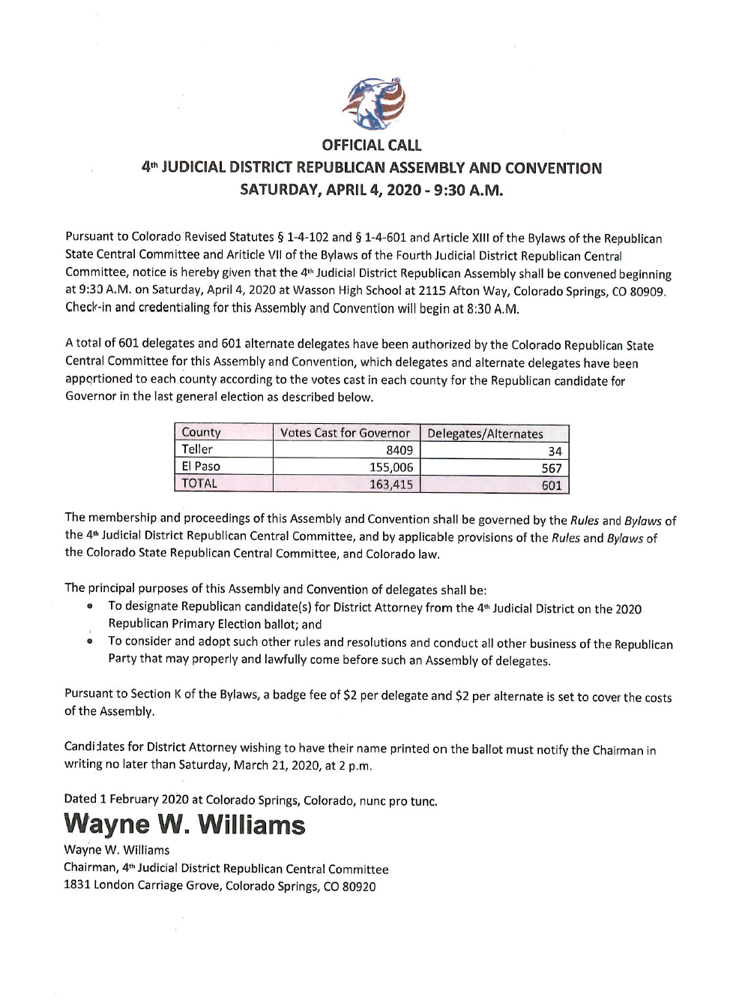 OFFICIAL CALL
4th JUDICIAL DISTRICT REPUBLICAN ASSEMBLY AND CONVENTION
SATURDAY, APRIL 4, 2020 - 9:30 A.M.
Pursuant to Colorado Revised Statutes § 1-4-102 and § 1-4-601 and Article XIII of the Bylaws of the Republican
State Central Committee and Ariticle VII of the Bylaws of the Fourth Judicial District Republican Central
Committee, notice is hereby given that the 4th Judicial District Republican Assembly shall be convened beginning
at 9:30 A.M. on Saturday, April 4, 2020 at Wasson High School at 2115 Afton Way, Colorado Springs, CO 80909.
Check-in and credentialing for this Assembly and Convention will begin at 8:30 A.M.
A total of 601 delegates and 601 alternate delegates have been authorized by the Colorado Republican State
Central Committee for this Assembly and Convention, which delegates and alternate delegates have been
apportioned to each county according to the votes cast in each county for the Republican candidate for
Governor in the last general election as described below.
County Votes Cast for Governor Delegates/Alternates
Teller 8409 34
El Paso 155,006 567
TOTAL 163,415 601
The membership and proceedings of this Assembly and Convention shall be governed by the Rules and Bylaws of
the 4th Judicial District Republican Central Committee, and by applicable provisions of the Rules and Bylaws of
the Colorado State Republican Central Committee, and Colorado law.
The principal purposes of this Assembly and Convention of delegates shall be:
• To designate Republican candidate(s) for District Attorney from the 4th Judicial District on the 2020
Republican Primary Election ballot; and
• To consider and adopt such other rules and resolutions and conduct all other business of the Republican
Party that may properly and lawfully come before such an Assembly of delegates.
Pursuant to Section K of the Bylaws, a badge fee of $2 per delegate and $2 per alternate is set to cover the costs
of the Assembly.
Candidates for District Attorney wishing to have their name printed on the ballot must notify the Chairman in
writing no later than Saturday, March 21, 2020, at 2 p.m.
Dated 1 February 2020 at Colorado Springs, Colorado, nunc pro tunc.
Wayne W. Williams
Wayne W. Williams
Chairman, 4th Judicial District Republican Central Committee
1831 London Carriage Grove, Colorado Springs, CO 80920